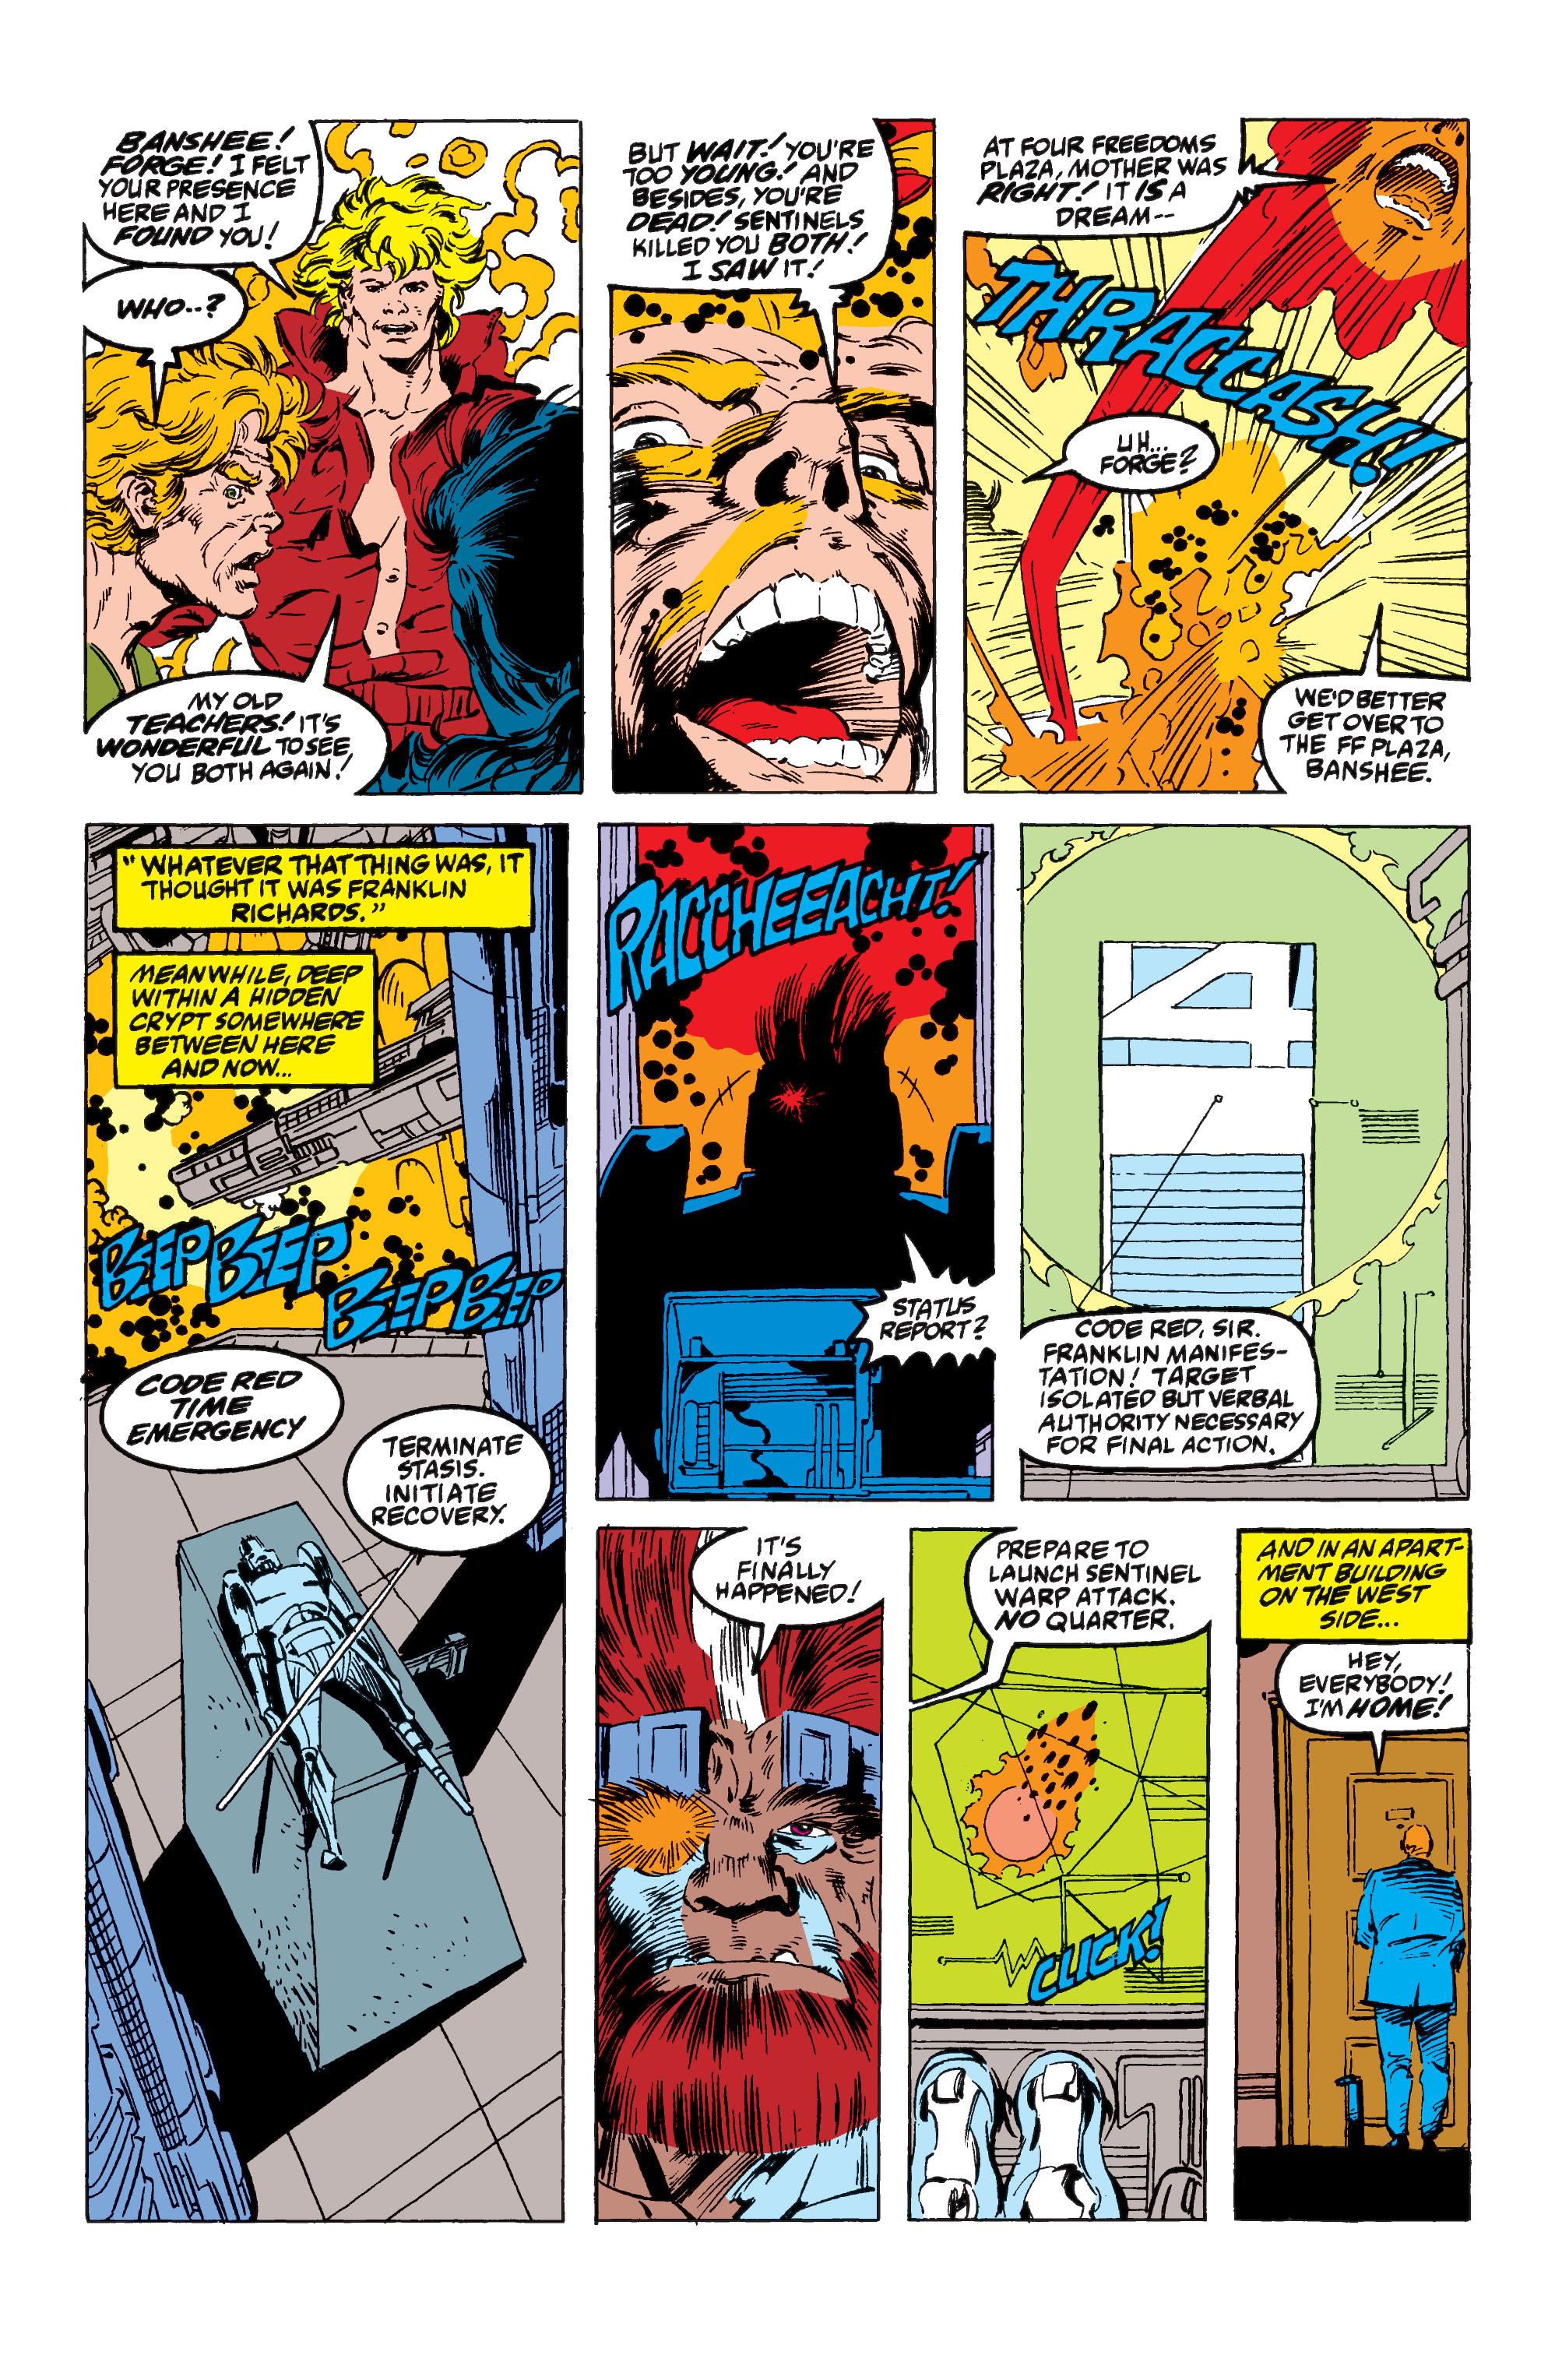 BANSHEE!
FORGE! I FELT
YOUR PRESENCE
HERE AND I
FOUND YOU!
WHO..?
MY OLD
TEACHERS! IT'S
WONDERFUL TO SEE
YOU BOTH AGAIN!
BUT WAIT! YOU'RE
TOO YOUNG! AND
BESIDES, YOU'RE
DEAD! SENTINELS
KILLED YOU BOTH!
I SAW IT!
AT FOUR FREEDOMS
PLAZA, MOTHER WAS
RIGHT! IT IS A
DREAM--
THRACCASH!
UH...
FORGE?
WE'D BETTER
GET OVER TO
THE FF PLAZA,
BANSHEE.
"WHATEVER THAT THING WAS, IT
THOUGHT IT WAS FRANKLIN
RICHARDS."
MEANWHILE, DEEP
WITHIN A HIDDEN
CRYPT SOMEWHERE
BETWEEN HERE
AND NOW...
BEEP BEEP
BEEP BEEP
CODE RED
TIME
EMERGENCY
TERMINATE
STASIS.
INITIATE
RECOVERY.
RACCHEEEACHT!
STATUS
REPORT?
4
CODE RED, SIR.
FRANKLIN MANIFES-
TATION! TARGET
ISOLATED BUT VERBAL
AUTHORITY NECESSARY
FOR FINAL ACTION.
IT'S
FINALLY
HAPPENED!
PREPARE TO
LAUNCH SENTINEL
WARP ATTACK.
NO QUARTER.
CLICK!
AND IN AN APART-
MENT BUILDING
ON THE WEST
SIDE...
HEY,
EVERYBODY!
I'M HOME!